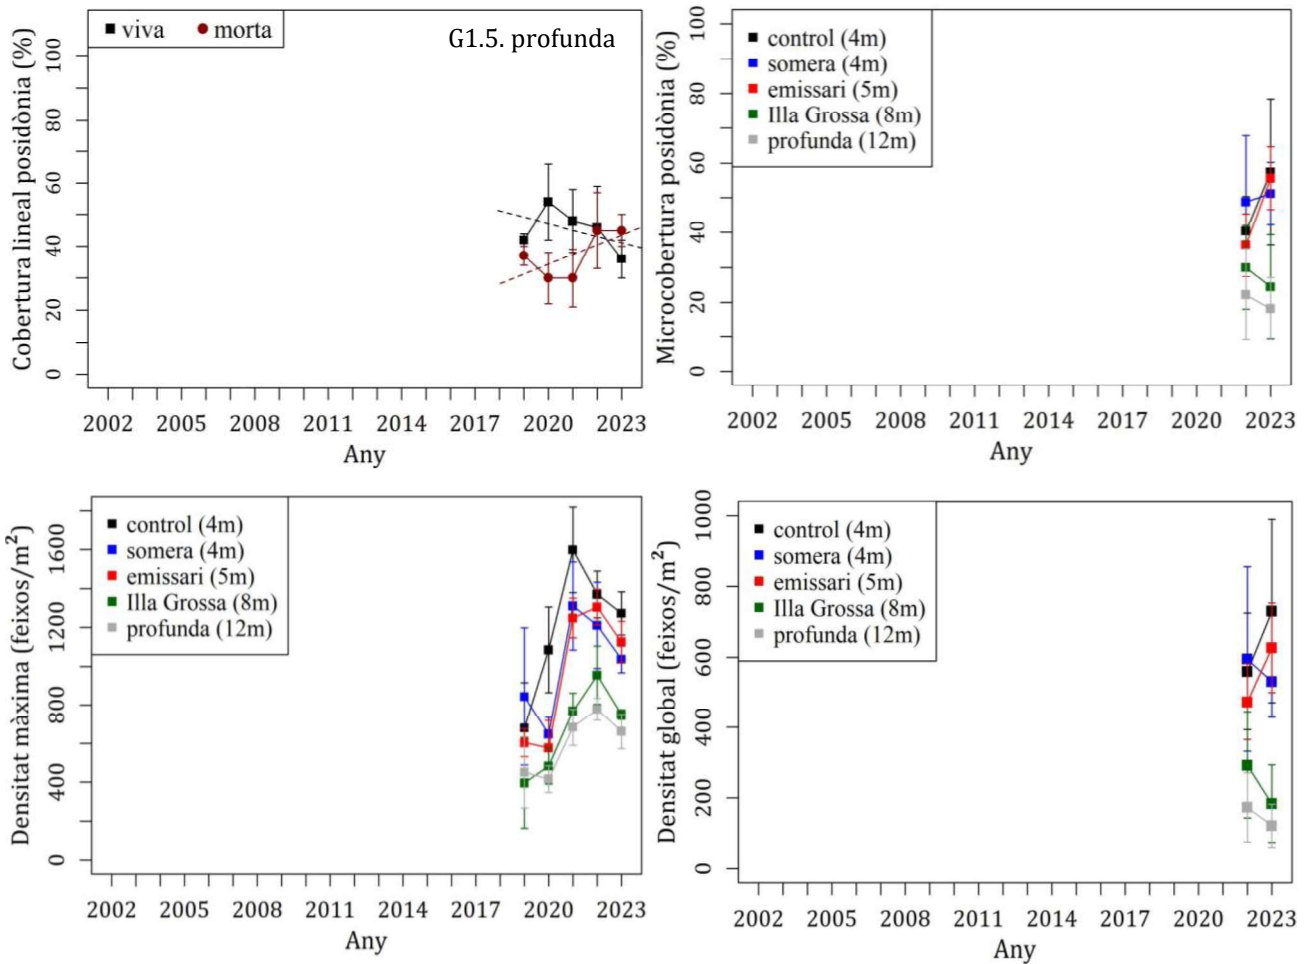 viva morta
G1.5. profunda
Cobertura lineal posidònia (%)
0 20 40 60 80 100
2002 2005 2008 2011 2014 2017 2020 2023
Any
control (4m)
somera (4m)
emissari (5m)
Illa Grossa (8m)
profunda (12m)
Microcobertura posidònia (%)
0 20 40 60 80 100
2002 2005 2008 2011 2014 2017 2020 2023
Any
control (4m)
somera (4m)
emissari (5m)
Illa Grossa (8m)
profunda (12m)
Densitat màxima (feixos/m²)
0 400 800 1200 1600
2002 2005 2008 2011 2014 2017 2020 2023
Any
control (4m)
somera (4m)
emissari (5m)
Illa Grossa (8m)
profunda (12m)
Densitat global (feixos/m²)
0 200 400 600 800 1000
2002 2005 2008 2011 2014 2017 2020 2023
Any